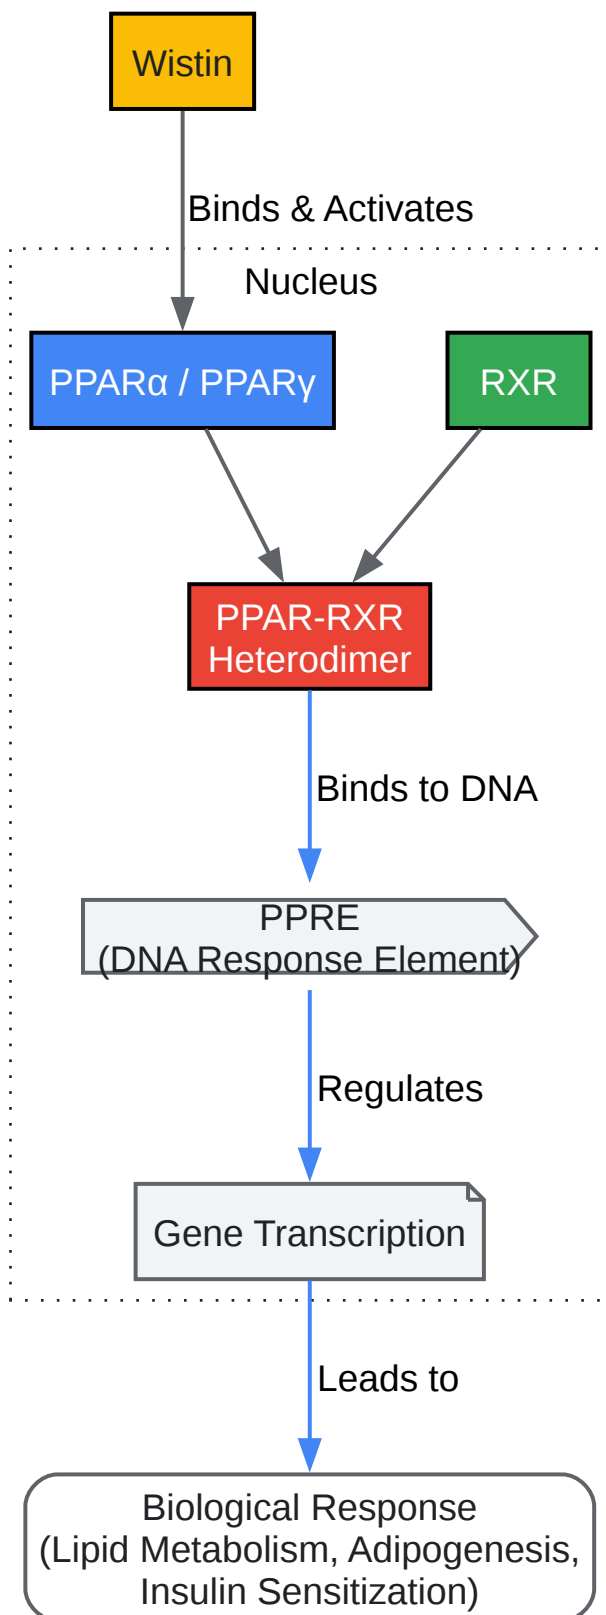 Wistin
Binds & Activates
Nucleus
PPARα / PPARγ
RXR
PPAR-RXR
Heterodimer
Binds to DNA
PPRE
(DNA Response Element)
Regulates
Gene Transcription
Leads to
Biological Response
(Lipid Metabolism, Adipogenesis,
Insulin Sensitization)